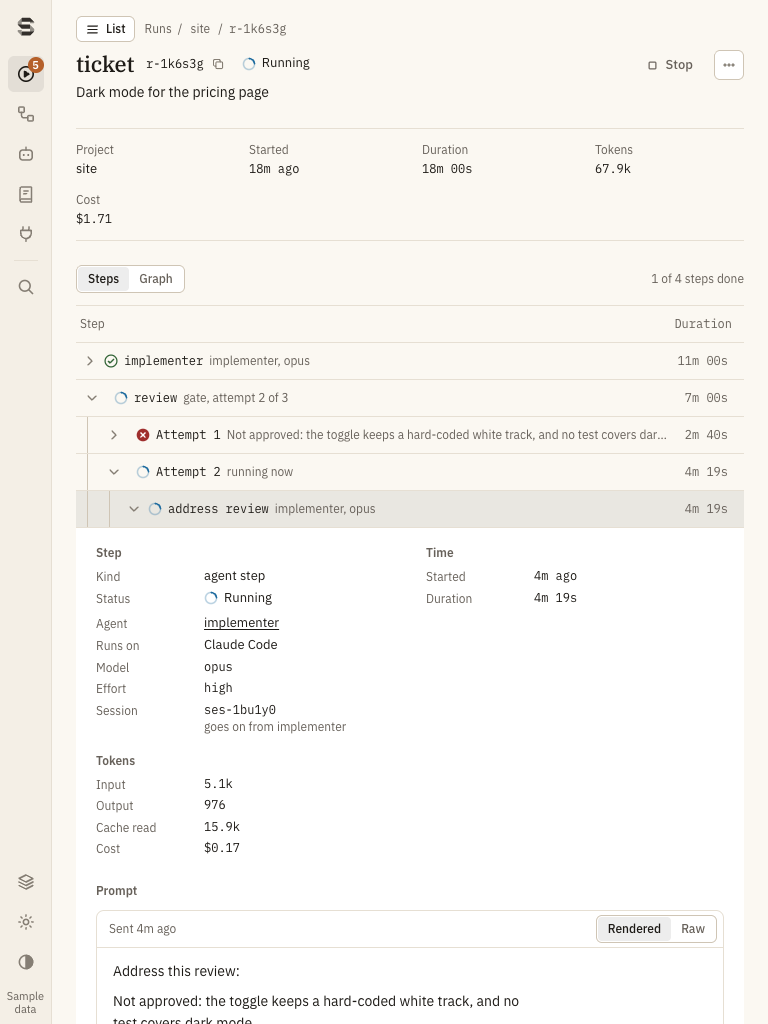 List Runs / site / r-1k6s3g
5
ticket r-1k6s3g Running Stop
Dark mode for the pricing page
Project Started Duration Tokens
site 18m ago 18m 00s 67.9k
Cost
$1.71
Steps Graph 1 of 4 steps done
Step Duration
implementer implementer, opus 11m 00s
review gate, attempt 2 of 3 7m 00s
Attempt 1 Not approved: the toggle keeps a hard-coded white track, and no test covers dar... 2m 40s
Attempt 2 running now 4m 19s
address review implementer, opus 4m 19s
Step Time
Kind agent step Started 4m ago
Status Running Duration 4m 19s
Agent implementer
Runs on Claude Code
Model opus
Effort high
Session ses-1bu1y0
goes on from implementer
Tokens
Input 5.1k
Output 976
Cache read 15.9k
Cost $0.17
Prompt
Sent 4m ago Rendered Raw
Address this review:
Not approved: the toggle keeps a hard-coded white track, and no
test covers dark mode
Sample
data